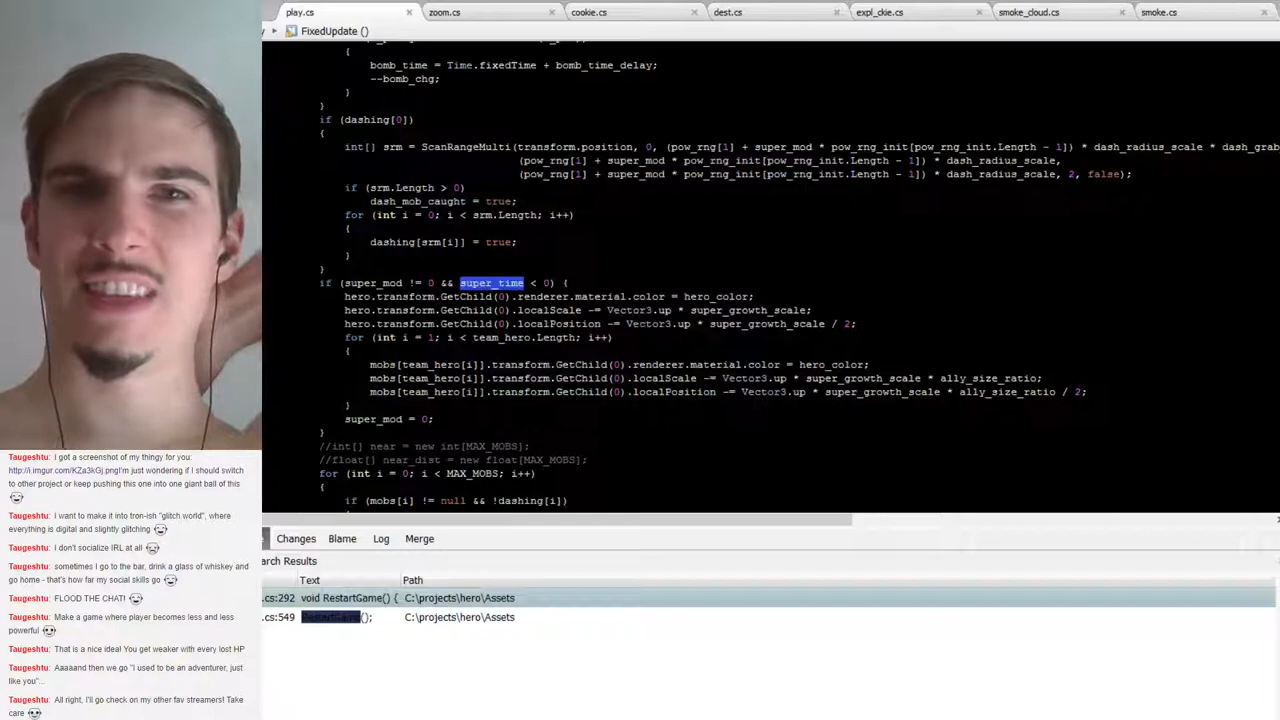 play.cs zoom.cs cookie.cs dest.cs expl_ckie.cs smoke_cloud.cs smoke.cs
FixedUpdate ()
{
bomb_time = Time.fixedTime + bomb_time_delay;
--bomb_chg;
}
}
if (dashing[0])
{
int[] srm = ScanRangeMulti(transform.position, 0, (pow_rng[1] + super_mod * pow_rng_init[pow_rng_init.Length - 1]) * dash_radius_scale * dash_grab
(pow_rng[1] + super_mod * pow_rng_init[pow_rng_init.Length - 1]) * dash_radius_scale,
(pow_rng[1] + super_mod * pow_rng_init[pow_rng_init.Length - 1]) * dash_radius_scale, 2, false);
if (srm.Length > 0)
dash_mob_caught = true;
for (int i = 0; i < srm.Length; i++)
{
dashing[srm[i]] = true;
}
}
if (super_mod != 0 && super_time < 0) {
hero.transform.GetChild(0).renderer.material.color = hero_color;
hero.transform.GetChild(0).localScale -= Vector3.up * super_growth_scale;
hero.transform.GetChild(0).localPosition -= Vector3.up * super_growth_scale / 2;
for (int i = 1; i < team_hero.Length; i++)
{
mobs[team_hero[i]].transform.GetChild(0).renderer.material.color = hero_color;
mobs[team_hero[i]].transform.GetChild(0).localScale -= Vector3.up * super_growth_scale * ally_size_ratio;
mobs[team_hero[i]].transform.GetChild(0).localPosition -= Vector3.up * super_growth_scale * ally_size_ratio / 2;
}
super_mod = 0;
}
//int[] near = new int[MAX_MOBS];
//float[] near_dist = new float[MAX_MOBS];
for (int i = 0; i < MAX_MOBS; i++)
{
if (mobs[i] != null && !dashing[i])
Changes Blame Log Merge
arch Results
Text Path
.cs:292 void RestartGame() { C:\projects\hero\Assets
.cs:549 RestartGame(); C:\projects\hero\Assets
Taugeshtu: I got a screenshot of my thingy for you:
http://i.imgur.com/KZa3kGj.pngI'm just wondering if I should switch
to other project or keep pushing this one into one giant ball of this
Taugeshtu: I want to make it into tron-ish "glitch world", where
everything is digital and slightly glitching
Taugeshtu: I don't socialize IRL at all
Taugeshtu: sometimes I go to the bar, drink a glass of whiskey and
go home - that's how far my social skills go
Taugeshtu: FLOOD THE CHAT!
Taugeshtu: Make a game where player becomes less and less
powerful
Taugeshtu: That is a nice idea! You get weaker with every lost HP
Taugeshtu: Aaaaand then we go "I used to be an adventurer, just
like you"...
Taugeshtu: All right, I'll go check on my other fav streamers! Take
care